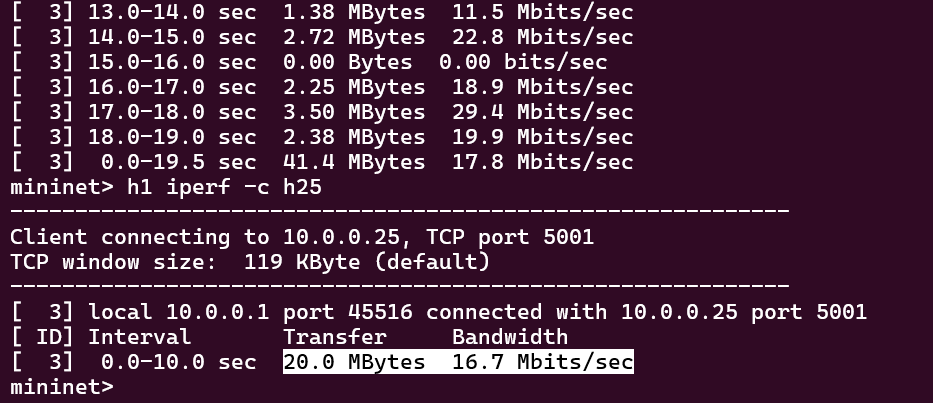 [  3] 13.0-14.0 sec  1.38 MBytes  11.5 Mbits/sec
[  3] 14.0-15.0 sec  2.72 MBytes  22.8 Mbits/sec
[  3] 15.0-16.0 sec  0.00 Bytes  0.00 bits/sec
[  3] 16.0-17.0 sec  2.25 MBytes  18.9 Mbits/sec
[  3] 17.0-18.0 sec  3.50 MBytes  29.4 Mbits/sec
[  3] 18.0-19.0 sec  2.38 MBytes  19.9 Mbits/sec
[  3]  0.0-19.5 sec  41.4 MBytes  17.8 Mbits/sec
mininet> h1 iperf -c h25
------------------------------------------------------------
Client connecting to 10.0.0.25, TCP port 5001
TCP window size:  119 KByte (default)
------------------------------------------------------------
[  3] local 10.0.0.1 port 45516 connected with 10.0.0.25 port 5001
[ ID] Interval       Transfer     Bandwidth
[  3]  0.0-10.0 sec  20.0 MBytes  16.7 Mbits/sec
mininet>